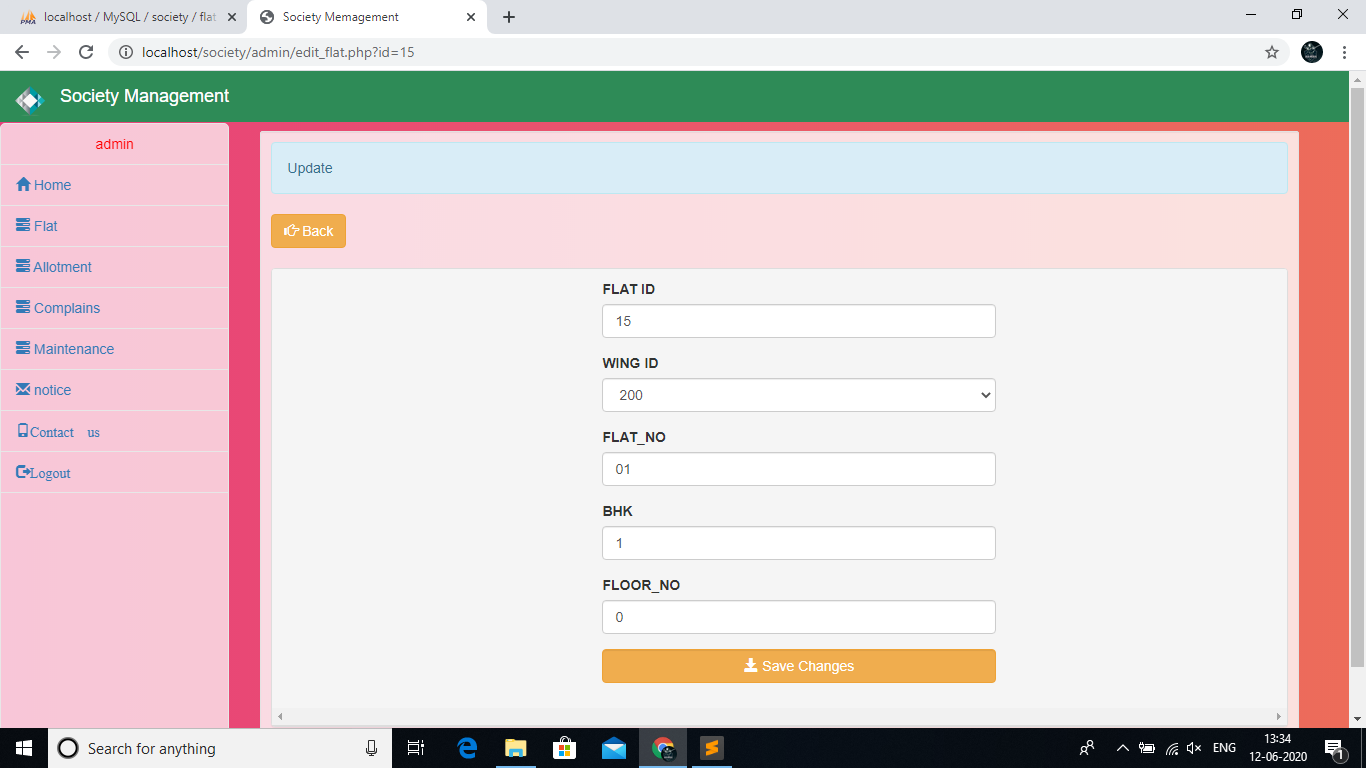 localhost / MySQL / society / flat
Society Memagement
localhost/society/admin/edit_flat.php?id=15
Society Management
admin
Home
Flat
Allotment
Complains
Maintenance
notice
Contact us
Logout
Update
Back
FLAT ID
15
WING ID
200
FLAT_NO
01
BHK
1
FLOOR_NO
0
Save Changes
Search for anything
ENG
13:34
12-06-2020
1